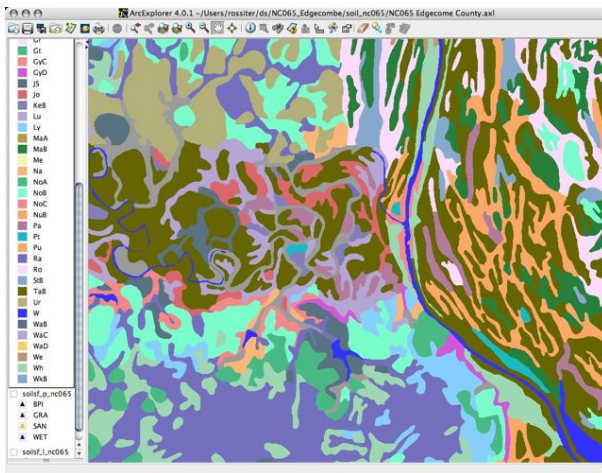 ArcExplorer 4.0.1 - /Users/rossiter/ds/NC065_Edgecombe/soil_nc065/NC065 Edgecome County.axl
Gr
Gt
GyC
GyD
JS
Jo
KeB
Lu
Ly
MaA
MaB
Me
Na
NoA
NoB
NoC
NuB
Pa
Pt
Pu
Ra
Ro
StB
TaB
Ur
W
WaB
WaC
WaD
We
Wh
WkB
soilsf_p_nc065
BPI
GRA
SAN
WET
soilsf_l_nc065